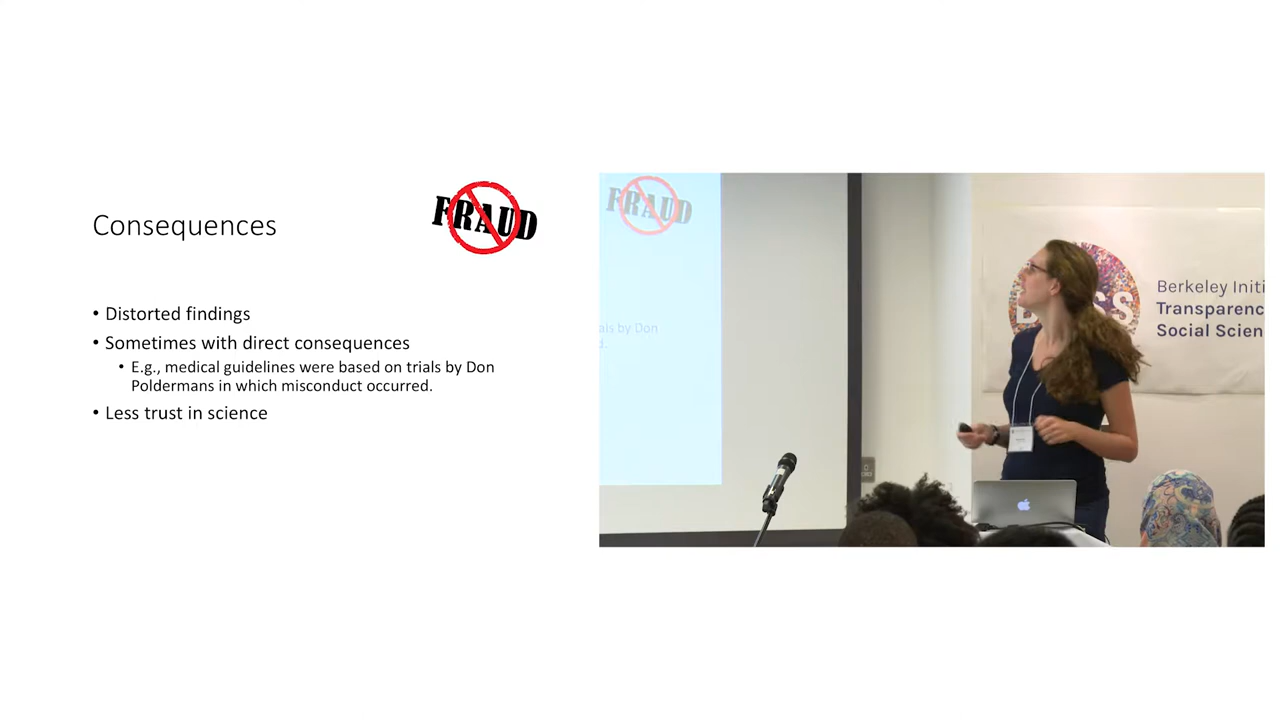 Consequences
FRAUD
• Distorted findings
• Sometimes with direct consequences
• E.g., medical guidelines were based on trials by Don
Poldermans in which misconduct occurred.
• Less trust in science
FRAUD
by Don
Berkeley Initi
Transparenc
Social Scien